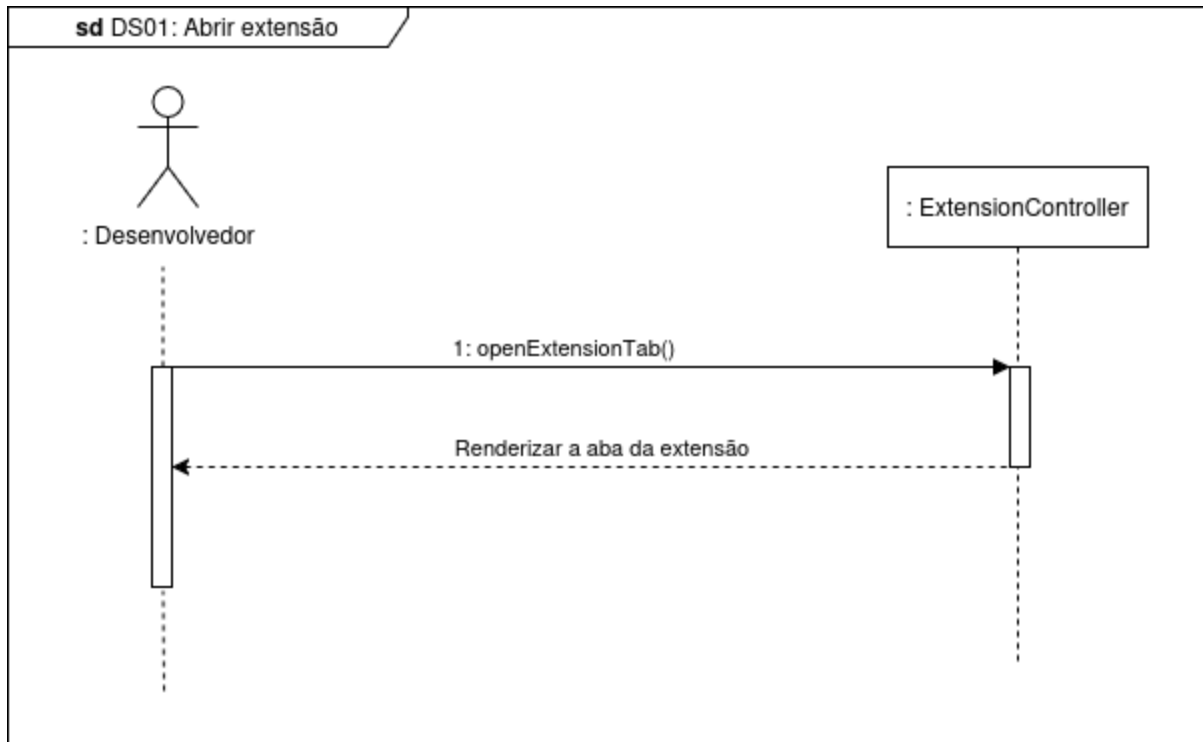 sd DS01: Abrir extensão
: Desenvolvedor
: ExtensionController
1: openExtensionTab()
Renderizar a aba da extensão